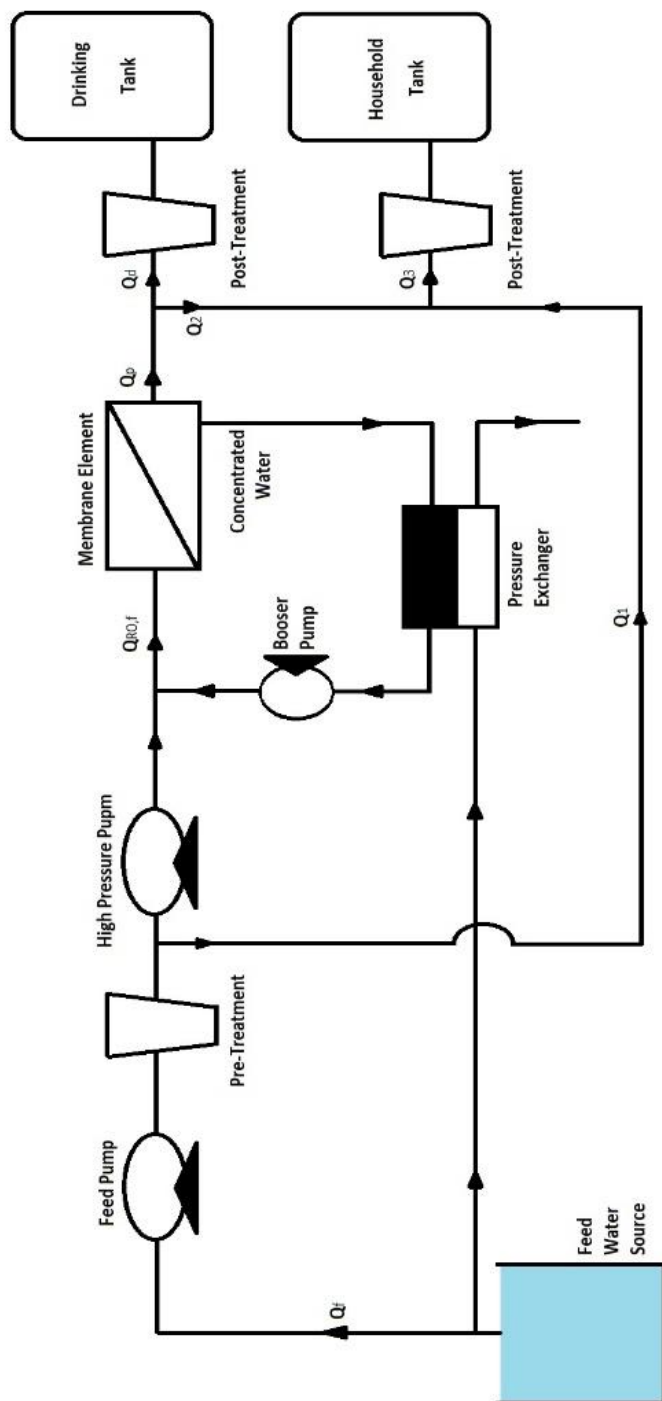 Feed
Water
Source
Qf
Feed Pump
Pre-Treatment
High Pressure Pupm
Booser
Pump
QRO,f
Membrane Element
Concentrated
Water
Pressure
Exchanger
Q1
Qp
Q2
Qd
Q3
Post-Treatment
Post-Treatment
Drinking
Tank
Household
Tank